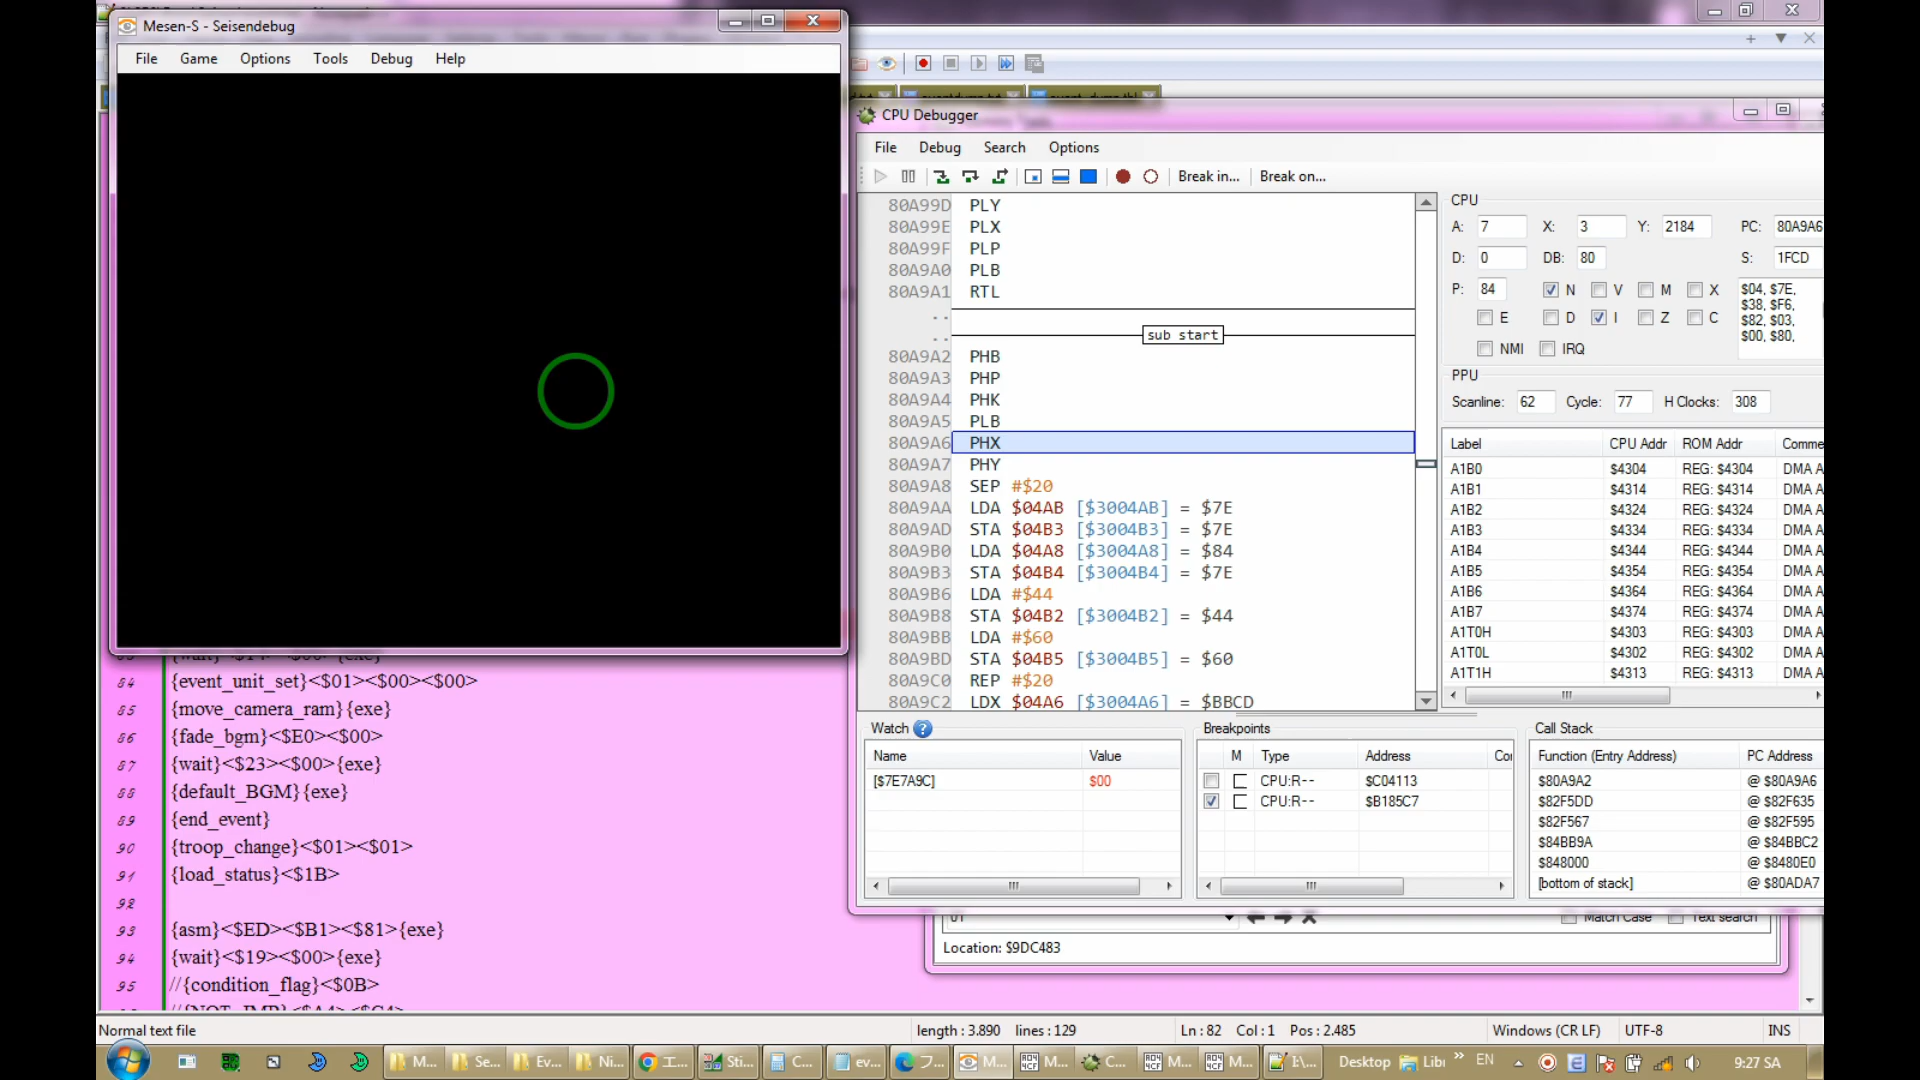 Mesen-S - Seisendebug
File Game Options Tools Debug Help
CPU Debugger
File Debug Search Options
Break in... Break on...
80A99D PLY
80A99E PLX
80A99F PLP
80A9A0 PLB
80A9A1 RTL
--
-- sub start
80A9A2 PHB
80A9A3 PHP
80A9A4 PHK
80A9A5 PLB
80A9A6 PHX
80A9A7 PHY
80A9A8 SEP #$20
80A9AA LDA $04AB [$3004AB] = $7E
80A9AD STA $04B3 [$3004B3] = $7E
80A9B0 LDA $04A8 [$3004A8] = $84
80A9B3 STA $04B4 [$3004B4] = $7E
80A9B6 LDA #$44
80A9B8 STA $04B2 [$3004B2] = $44
80A9BB LDA #$60
80A9BD STA $04B5 [$3004B5] = $60
80A9C0 REP #$20
80A9C2 LDX $04A6 [$3004A6] = $BBCD
CPU
A: 7 X: 3 Y: 2184 PC: 80A9A6
D: 0 DB: 80 S: 1FCD
P: 84 N V M X
E D I Z C
NMI IRQ
$04, $7E,
$38, $F6,
$82, $03,
$00, $80,
PPU
Scanline: 62 Cycle: 77 H Clocks: 308
Label CPU Addr ROM Addr Comme
A1B0 $4304 REG: $4304 DMA A
A1B1 $4314 REG: $4314 DMA A
A1B2 $4324 REG: $4324 DMA A
A1B3 $4334 REG: $4334 DMA A
A1B4 $4344 REG: $4344 DMA A
A1B5 $4354 REG: $4354 DMA A
A1B6 $4364 REG: $4364 DMA A
A1B7 $4374 REG: $4374 DMA A
A1T0H $4303 REG: $4303 DMA A
A1T0L $4302 REG: $4302 DMA A
A1T1H $4313 REG: $4313 DMA A
Watch
Name Value
[$7E7A9C] $00
Breakpoints
M Type Address Co
CPU:R-- $C04113
CPU:R-- $B185C7
Call Stack
Function (Entry Address) PC Address
$80A9A2 @ $80A9A6
$82F5DD @ $82F635
$82F567 @ $82F595
$84BB9A @ $84BBC2
$848000 @ $8480E0
[bottom of stack] @ $80ADA7
Match Case Text search
Location: $9DC483
84 {event_unit_set}<$01><$00><$00>
85 {move_camera_ram}{exe}
86 {fade_bgm}<$E0><$00>
87 {wait}<$23><$00>{exe}
88 {default_BGM}{exe}
89 {end_event}
90 {troop_change}<$01><$01>
91 {load_status}<$1B>
92
93 {asm}<$ED><$B1><$81>{exe}
94 {wait}<$19><$00>{exe}
95 //{condition_flag}<$0B>
Normal text file length : 3.890 lines : 129 Ln : 82 Col : 1 Pos : 2.485 Windows (CR LF) UTF-8 INS
M... Se... Ev... Ni... エ... Sti... C... ev... フ... M... M... C... M... M... I:\... Desktop Libr » EN 9:27 SA